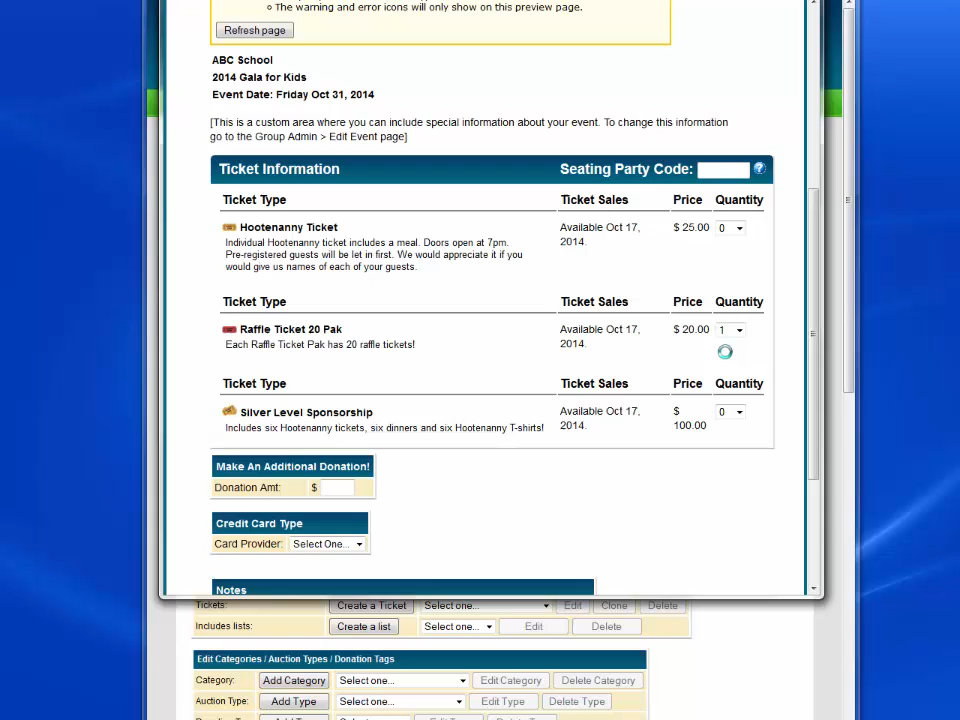 The warning and error icons will only show on this preview page.
Refresh page
ABC School
2014 Gala for Kids
Event Date: Friday Oct 31, 2014
[This is a custom area where you can include special information about your event. To change this information
go to the Group Admin > Edit Event page]
Ticket Information Seating Party Code:
Ticket Type Ticket Sales Price Quantity
Hootenanny Ticket Available Oct 17, $ 25.00 0
Individual Hootenanny ticket includes a meal. Doors open at 7pm. 2014.
Pre-registered guests will be let in first. We would appreciate it if you
would give us names of each of your guests.
Ticket Type Ticket Sales Price Quantity
Raffle Ticket 20 Pak Available Oct 17, $ 20.00 1
Each Raffle Ticket Pak has 20 raffle tickets! 2014.
Ticket Type Ticket Sales Price Quantity
Silver Level Sponsorship Available Oct 17, $ 0
Includes six Hootenanny tickets, six dinners and six Hootenanny T-shirts! 2014. 100.00
Make An Additional Donation!
Donation Amt: $
Credit Card Type
Card Provider: Select One...
Notes
Tickets: Create a Ticket Select one... Edit Clone Delete
Includes lists: Create a list Select one... Edit Delete
Edit Categories / Auction Types / Donation Tags
Category: Add Category Select one... Edit Category Delete Category
Auction Type: Add Type Select one... Edit Type Delete Type